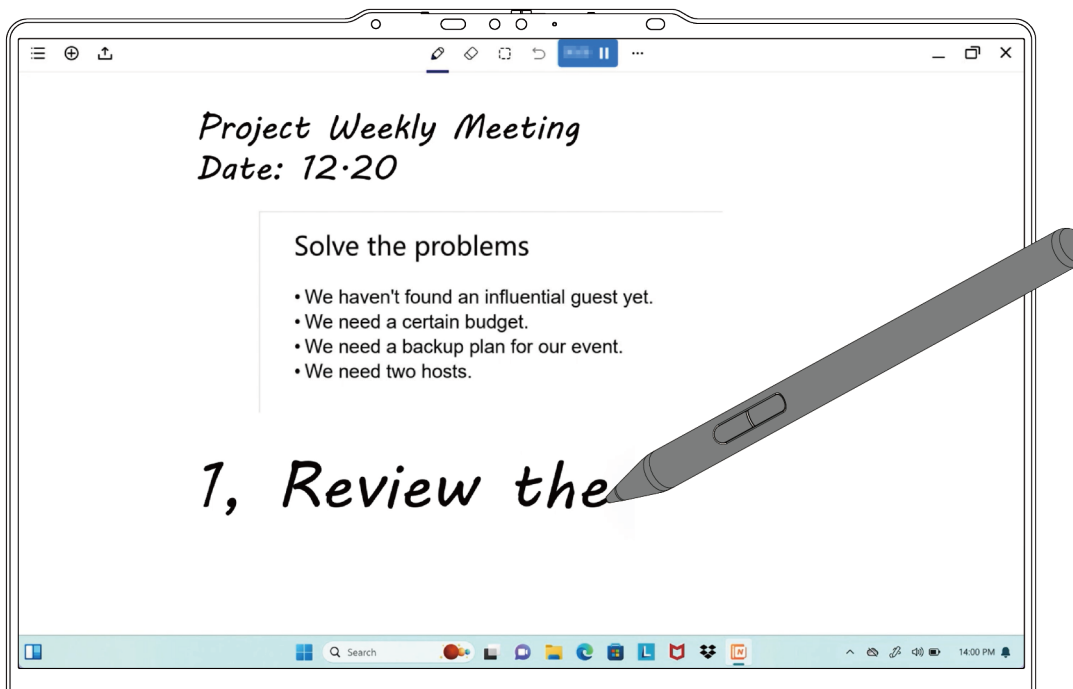 Project Weekly Meeting
Date: 12·20
Solve the problems
• We haven't found an influential guest yet.
• We need a certain budget.
• We need a backup plan for our event.
• We need two hosts.
1, Review the
Search
L
N
14:00 PM